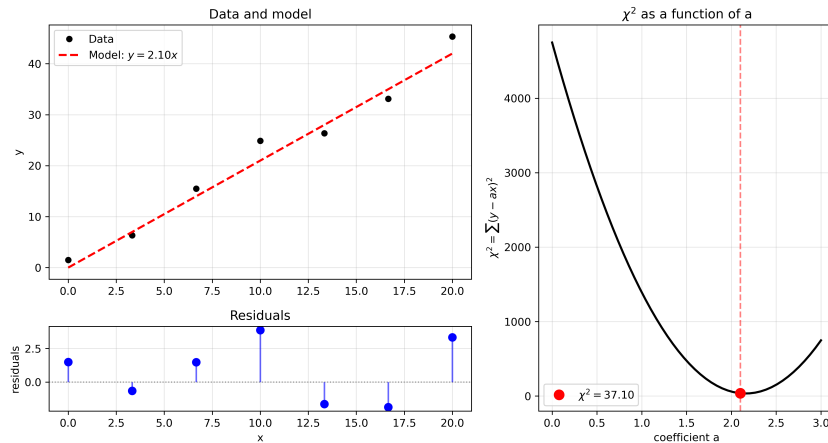 Data and model
Data
Model: y = 2.10x
y
40
30
20
10
0
0.0 2.5 5.0 7.5 10.0 12.5 15.0 17.5 20.0
Residuals
residuals
2.5
0.0
0.0 2.5 5.0 7.5 10.0 12.5 15.0 17.5 20.0
x
χ² as a function of a
χ² = ∑(y − ax)²
4000
3000
2000
1000
0
χ² = 37.10
0.0 0.5 1.0 1.5 2.0 2.5 3.0
coefficient a